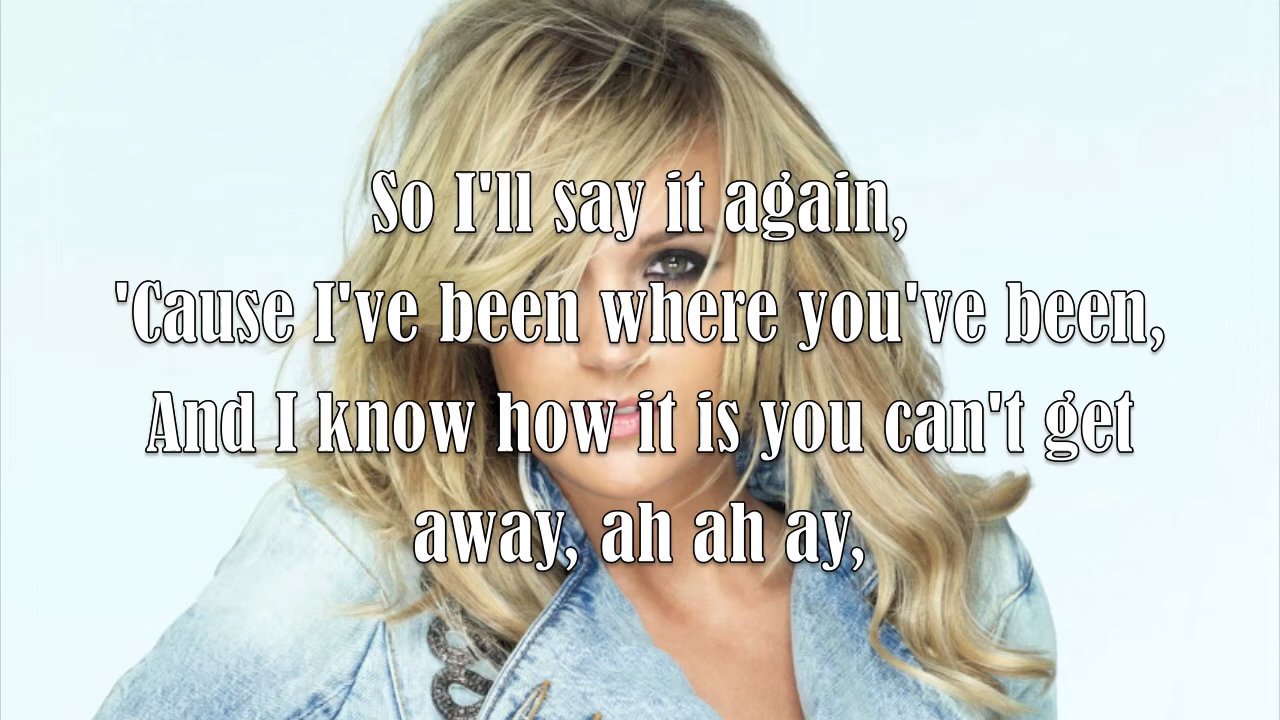 So I'll say it again,
'Cause I've been where you've been,
And I know how it is you can't get
away, ah ah ay,